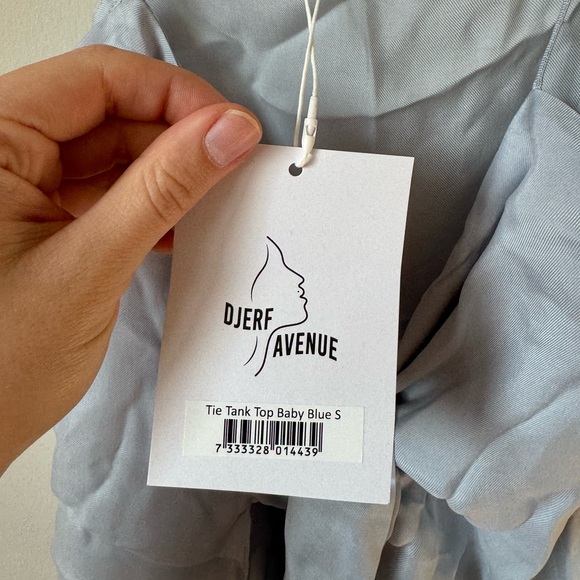 DJERF
AVENUE
Tie Tank Top Baby Blue S
7 333328 014439